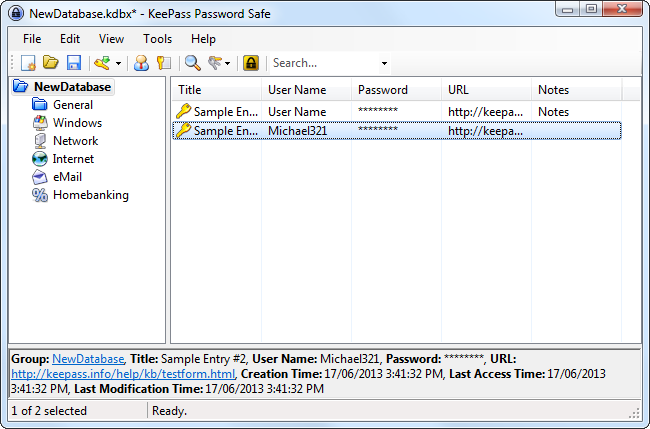 NewDatabase.kdbx* - KeePass Password Safe
File Edit View Tools Help
Search...
NewDatabase
General
Windows
Network
Internet
eMail
Homebanking
Title User Name Password URL Notes
Sample En... User Name ******** http://keepa... Notes
Sample En... Michael321 ******** http://keepa...
Group: NewDatabase, Title: Sample Entry #2, User Name: Michael321, Password: ********, URL:
http://keepass.info/help/kb/testform.html, Creation Time: 17/06/2013 3:41:32 PM, Last Access Time: 17/06/2013
3:41:32 PM, Last Modification Time: 17/06/2013 3:41:32 PM
1 of 2 selected Ready.